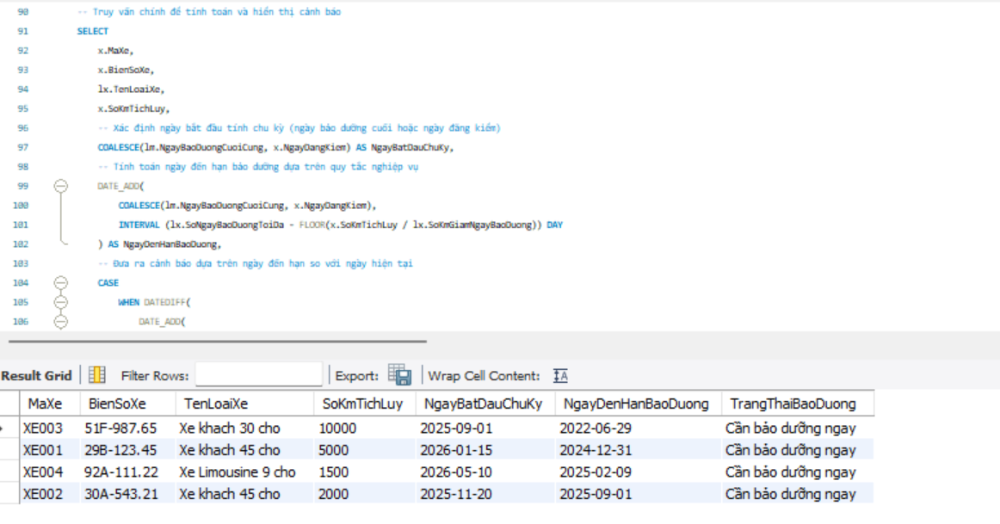 90 -- Truy vấn chính để tính toán và hiển thị cảnh báo
91 SELECT
92 x.MaXe,
93 x.BienSoXe,
94 lx.TenLoaiXe,
95 x.SoKmTichLuy,
96 -- Xác định ngày bắt đầu tính chu kỳ (ngày bảo dưỡng cuối hoặc ngày đăng kiểm)
97 COALESCE(lm.NgayBaoDuongCuoiCung, x.NgayDangKiem) AS NgayBatDauChuKy,
98 -- Tính toán ngày đến hạn bảo dưỡng dựa trên quy tắc nghiệp vụ
99 DATE_ADD(
100 COALESCE(lm.NgayBaoDuongCuoiCung, x.NgayDangKiem),
101 INTERVAL (lx.SoNgayBaoDuongToiDa - FLOOR(x.SoKmTichLuy / lx.SoKmGiamNgayBaoDuong)) DAY
102 ) AS NgayDenHanBaoDuong,
103 -- Đưa ra cảnh báo dựa trên ngày đến hạn so với ngày hiện tại
104 CASE
105 WHEN DATEDIFF(
106 DATE_ADD(
Result Grid Filter Rows: Export: Wrap Cell Content: IA
MaXe BienSoXe TenLoaiXe SoKmTichLuy NgayBatDauChuKy NgayDenHanBaoDuong TrangThaiBaoDuong
XE003 51F-987.65 Xe khach 30 cho 10000 2025-09-01 2022-06-29 Cần bảo dưỡng ngay
XE001 29B-123.45 Xe khach 45 cho 5000 2026-01-15 2024-12-31 Cần bảo dưỡng ngay
XE004 92A-111.22 Xe Limousine 9 cho 1500 2026-05-10 2025-02-09 Cần bảo dưỡng ngay
XE002 30A-543.21 Xe khach 45 cho 2000 2025-11-20 2025-09-01 Cần bảo dưỡng ngay